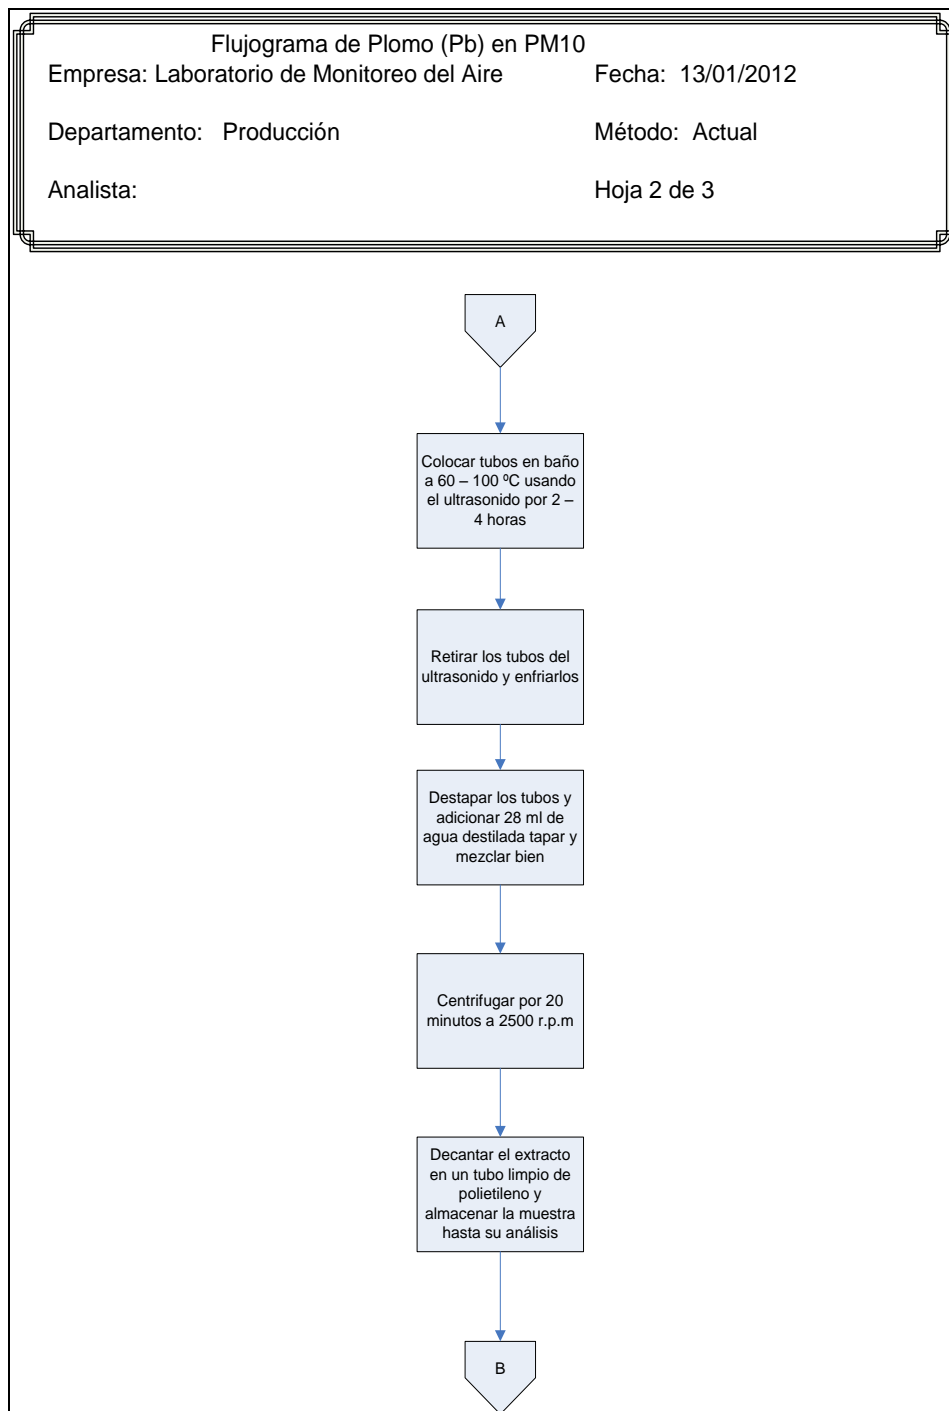 Flujograma de Plomo (Pb) en PM10
Empresa: Laboratorio de Monitoreo del Aire Fecha: 13/01/2012
Departamento: Producción Método: Actual
Analista: Hoja 2 de 3
A
Colocar tubos en baño
a 60 – 100 ºC usando
el ultrasonido por 2 –
4 horas
Retirar los tubos del
ultrasonido y enfriarlos
Destapar los tubos y
adicionar 28 ml de
agua destilada tapar y
mezclar bien
Centrifugar por 20
minutos a 2500 r.p.m
Decantar el extracto
en un tubo limpio de
polietileno y
almacenar la muestra
hasta su análisis
B